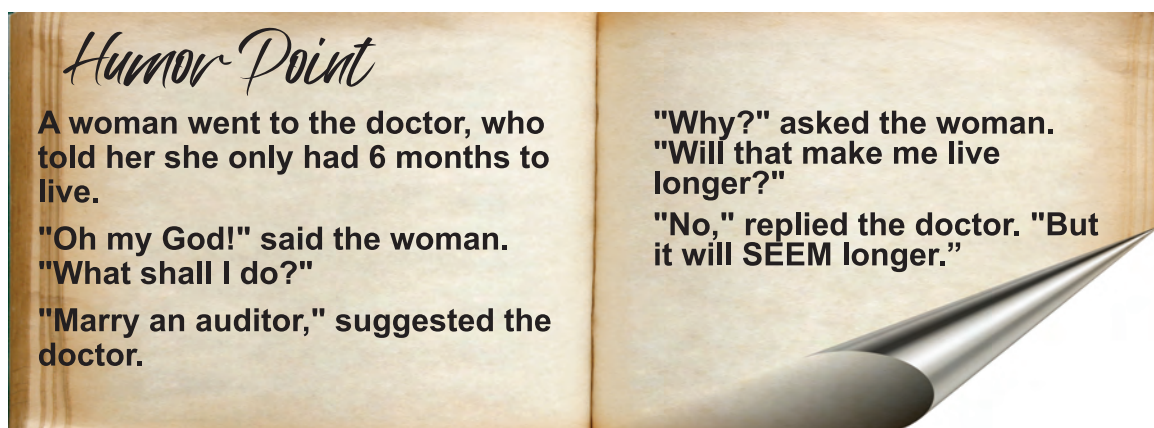 Humor Point
A woman went to the doctor, who
told her she only had 6 months to
live.
"Oh my God!" said the woman.
"What shall I do?"
"Marry an auditor," suggested the
doctor.
"Why?" asked the woman.
"Will that make me live
longer?"
"No," replied the doctor. "But
it will SEEM longer.”